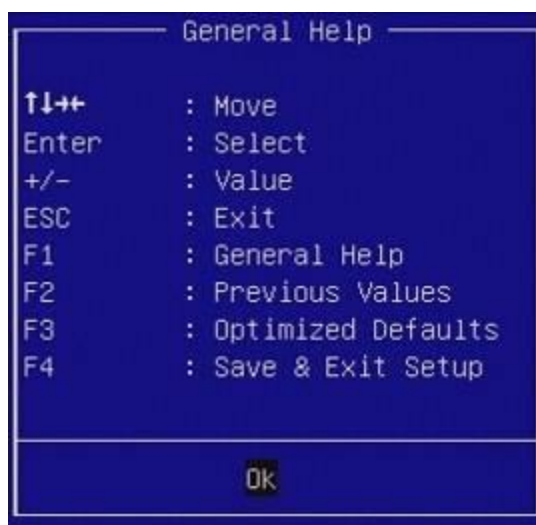 General Help
↑↓→← : Move
Enter : Select
+/- : Value
ESC : Exit
F1 : General Help
F2 : Previous Values
F3 : Optimized Defaults
F4 : Save & Exit Setup
Ok